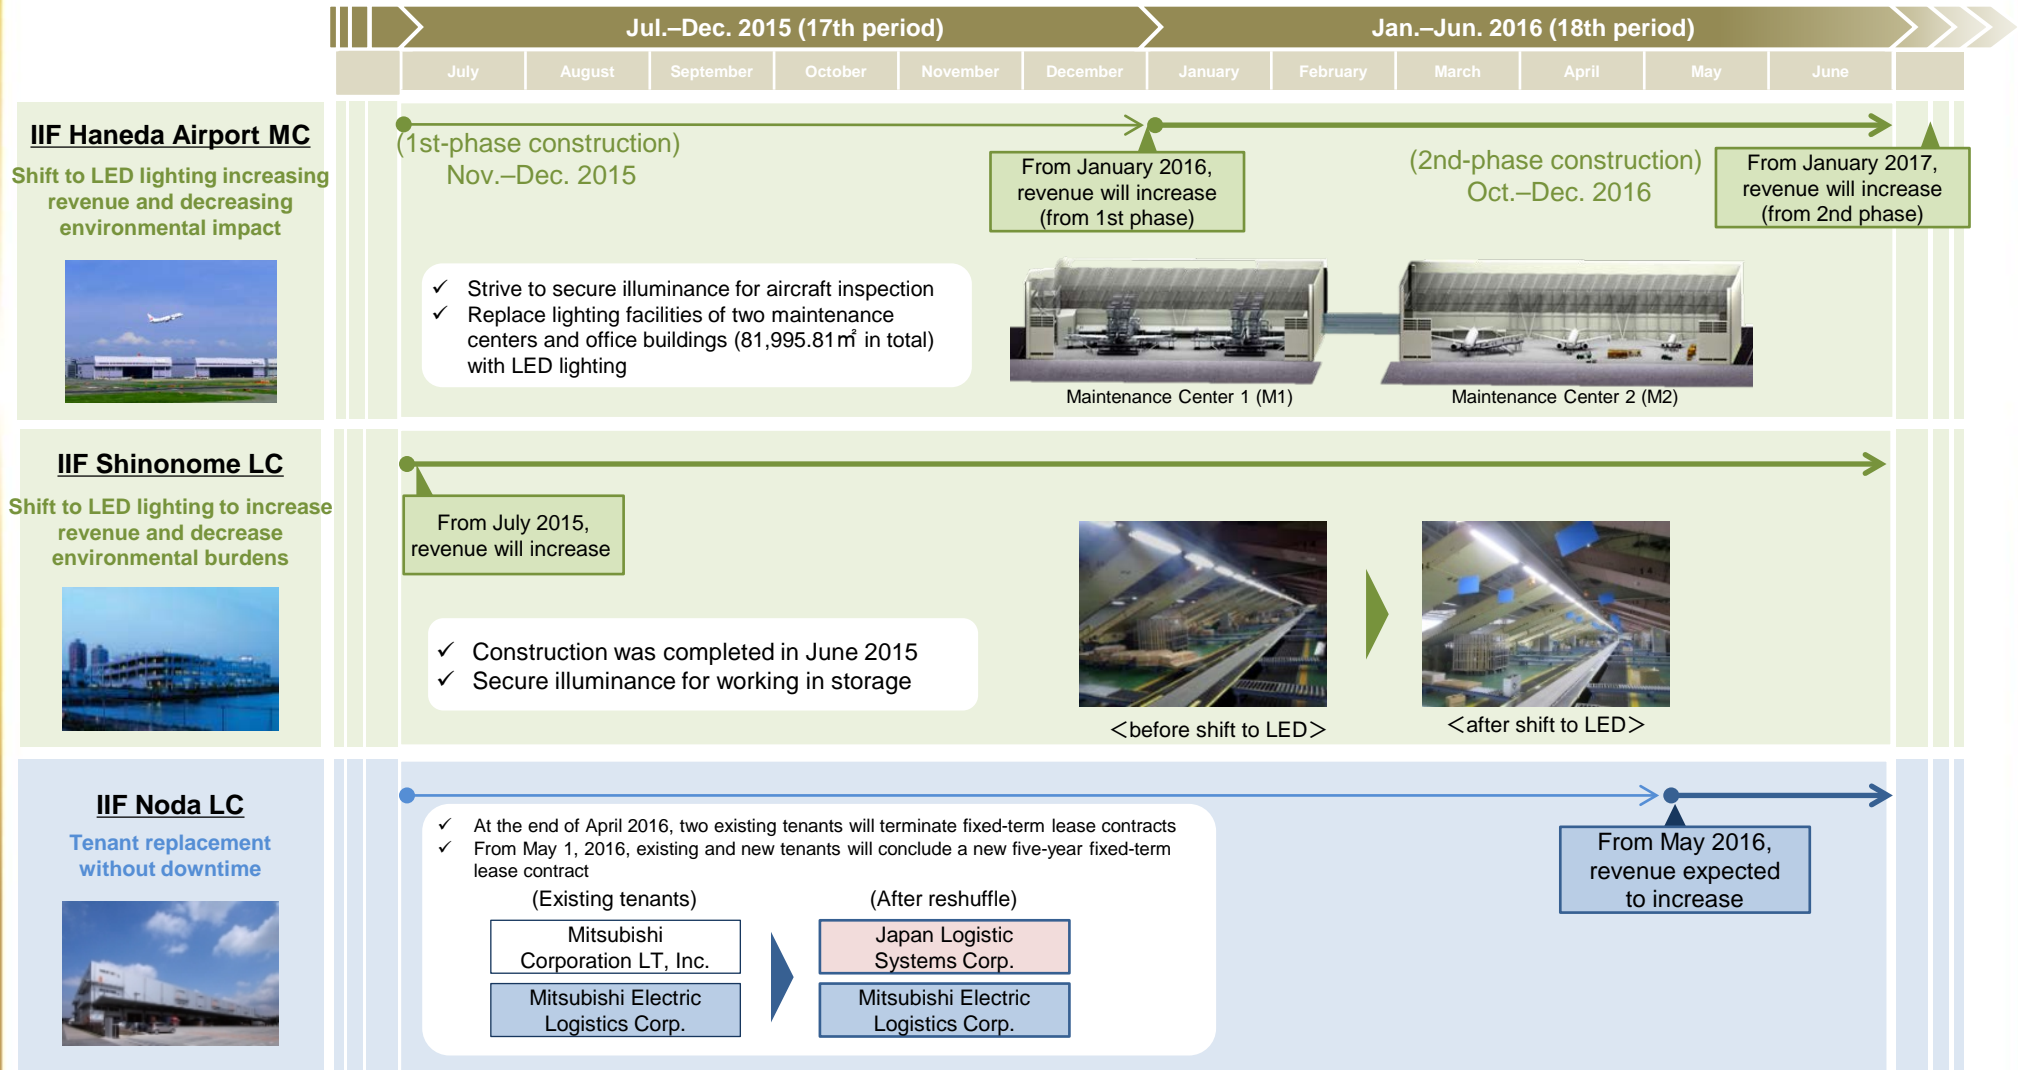 Jul.–Dec. 2015 (17th period)
Jan.–Jun. 2016 (18th period)
July
August
September
October
November
December
January
February
March
April
May
June
IIF Haneda Airport MC
Shift to LED lighting increasing
revenue and decreasing
environmental impact
(1st-phase construction)
Nov.–Dec. 2015
From January 2016,
revenue will increase
(from 1st phase)
(2nd-phase construction)
Oct.–Dec. 2016
From January 2017,
revenue will increase
(from 2nd phase)
✓ Strive to secure illuminance for aircraft inspection
✓ Replace lighting facilities of two maintenance
centers and office buildings (81,995.81㎡ in total)
with LED lighting
Maintenance Center 1 (M1)
Maintenance Center 2 (M2)
IIF Shinonome LC
Shift to LED lighting to increase
revenue and decrease
environmental burdens
From July 2015,
revenue will increase
✓ Construction was completed in June 2015
✓ Secure illuminance for working in storage
＜before shift to LED＞
＜after shift to LED＞
IIF Noda LC
Tenant replacement
without downtime
✓ At the end of April 2016, two existing tenants will terminate fixed-term lease contracts
✓ From May 1, 2016, existing and new tenants will conclude a new five-year fixed-term
lease contract
(Existing tenants)
(After reshuffle)
Mitsubishi
Corporation LT, Inc.
Japan Logistic
Systems Corp.
Mitsubishi Electric
Logistics Corp.
Mitsubishi Electric
Logistics Corp.
From May 2016,
revenue expected
to increase